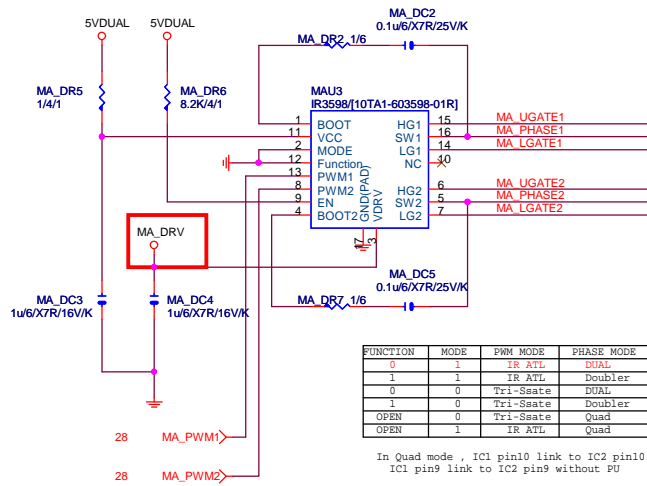 5VDUAL 5VDUAL
MA_DC2
0.1u/6/X7R/25V/K
MA_DR2 1/6
MA_DR5
1/4/1
MA_DR6
8.2K/4/1
MAU3
IR3598/[10TA1-603598-01R]
1 BOOT HG1 15 MA_UGATE1
11 VCC SW1 16 MA_PHASE1
2 MODE LG1 14 MA_LGATE1
12 Function NC 10
13 PWM1
8 PWM2 HG2 6 MA_UGATE2
9 EN SW2 5 MA_PHASE2
4 BOOT2 LG2 7 MA_LGATE2
GND(PAD) VDRV
17 3
MA_DRV
MA_DC3
1u/6/X7R/16V/K
MA_DC4
1u/6/X7R/16V/K
MA_DR7 1/6
MA_DC5
0.1u/6/X7R/25V/K
FUNCTION MODE PWM MODE PHASE MODE
0 1 IR ATL DUAL
1 1 IR ATL Doubler
0 0 Tri-Ssate DUAL
1 0 Tri-Ssate Doubler
OPEN 0 Tri-Ssate Quad
OPEN 1 IR ATL Quad
28 MA_PWM1
28 MA_PWM2
In Quad mode , IC1 pin10 link to IC2 pin10
IC1 pin9 link to IC2 pin9 without PU